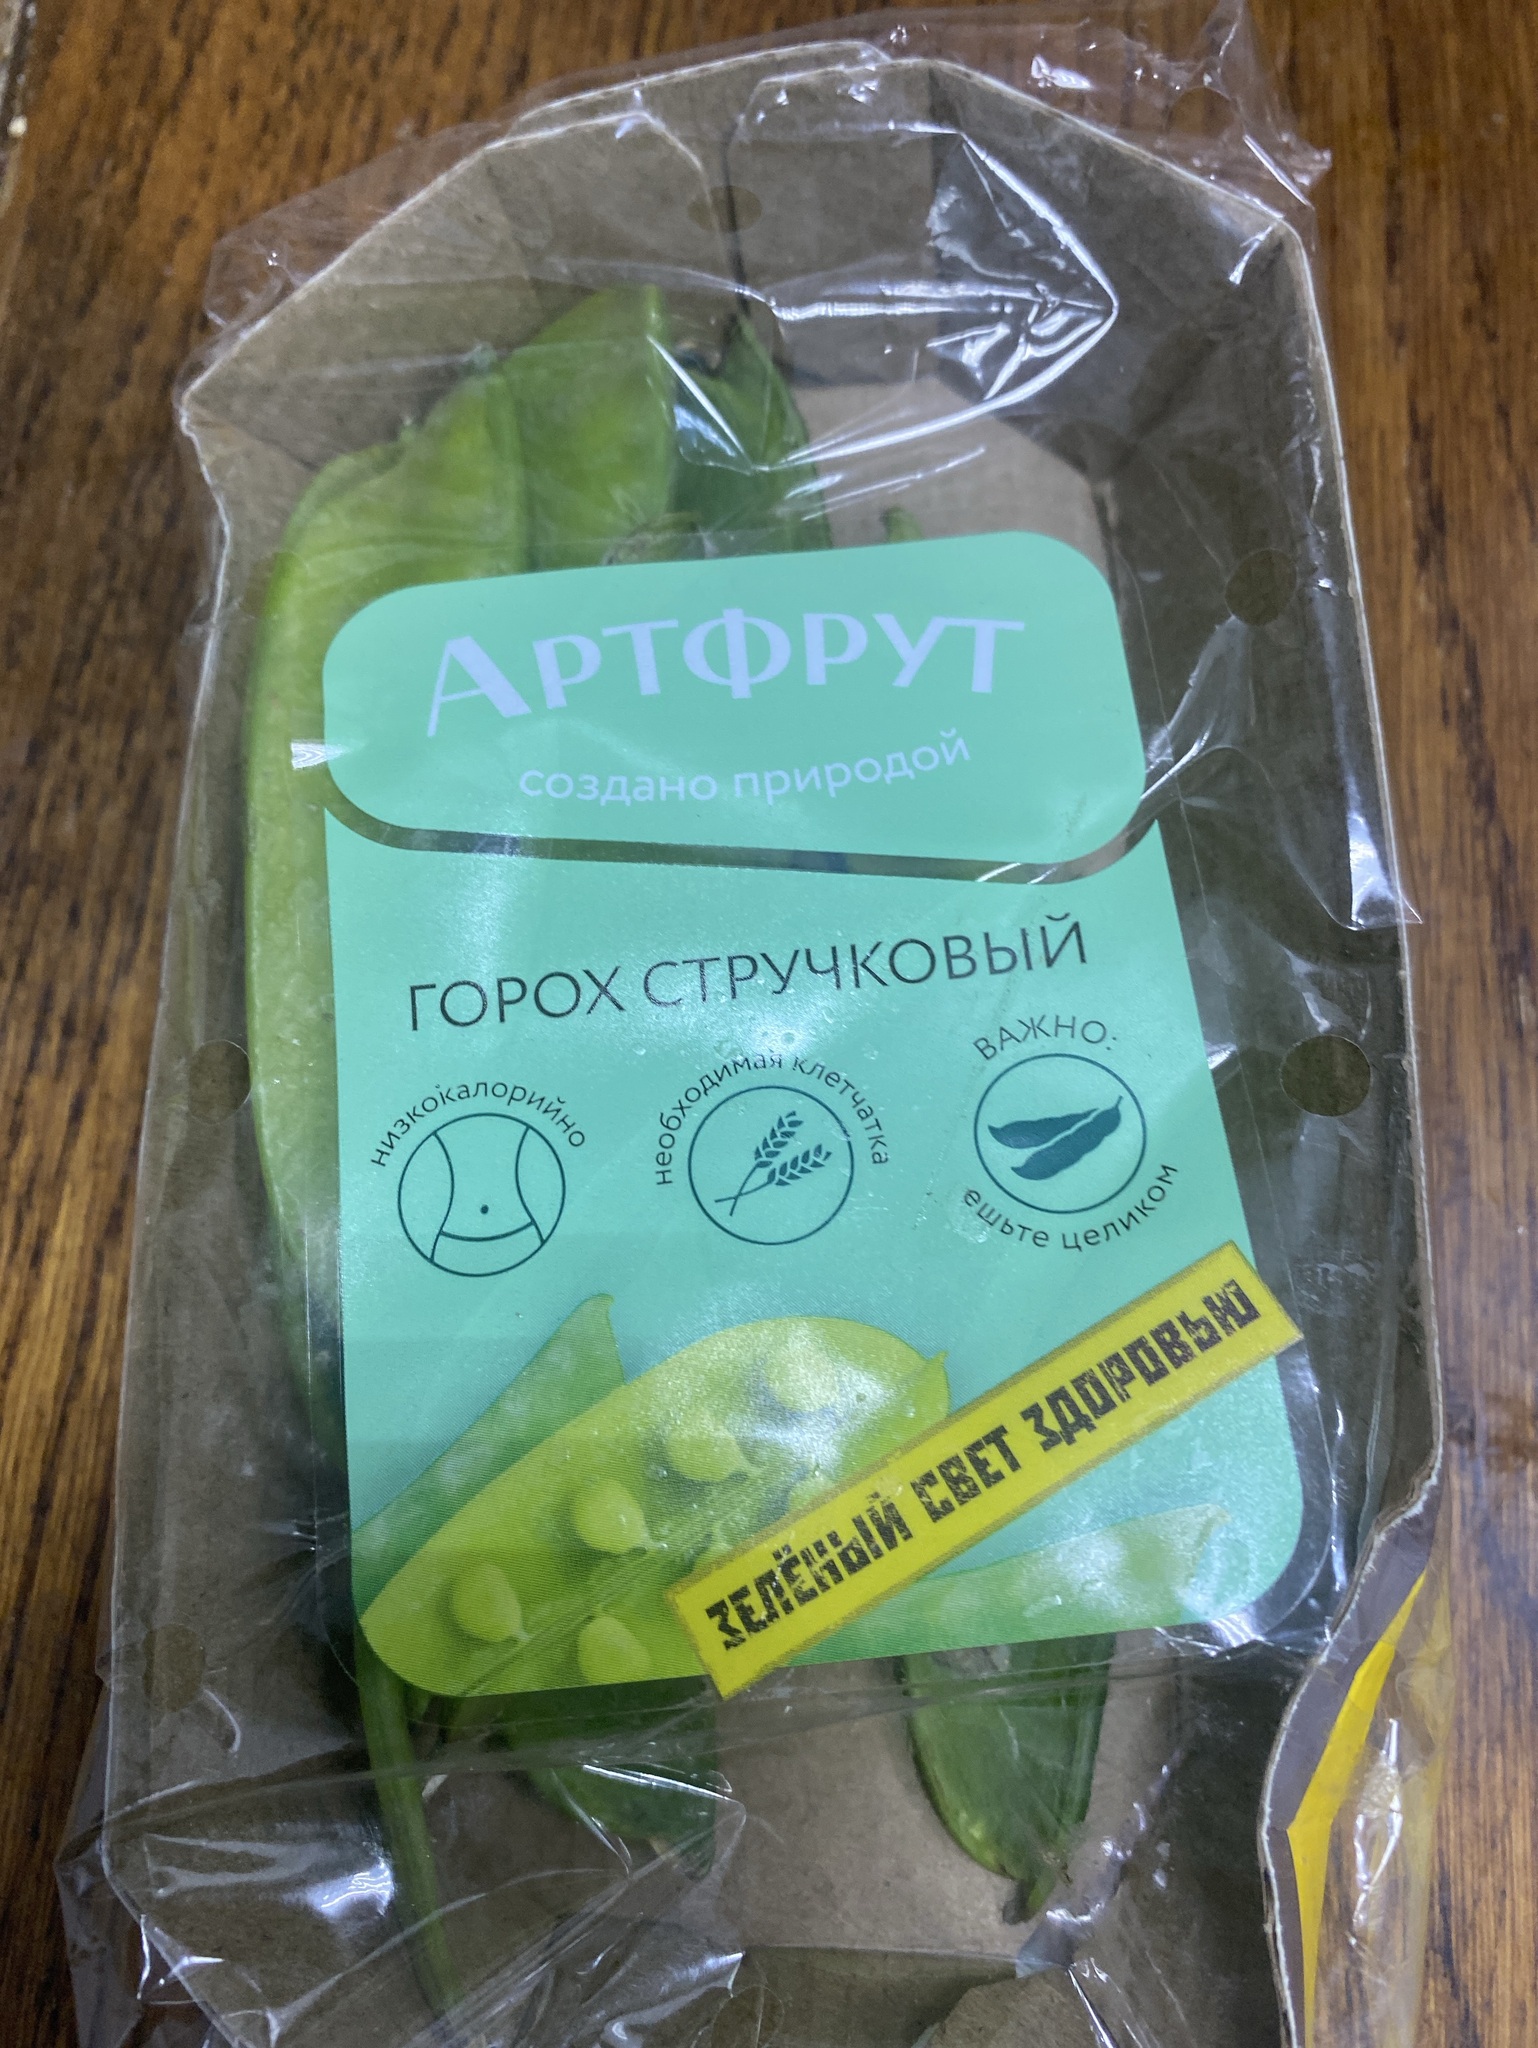 АРТФРУТ
создано природой
ГОРОХ СТРУЧКОВЫЙ
низкокалорийно
необходимая клетчатка
ВАЖНО:
ешьте целиком
ЗЕЛЁНЫЙ СВЕТ ЗДОРОВЬЮ